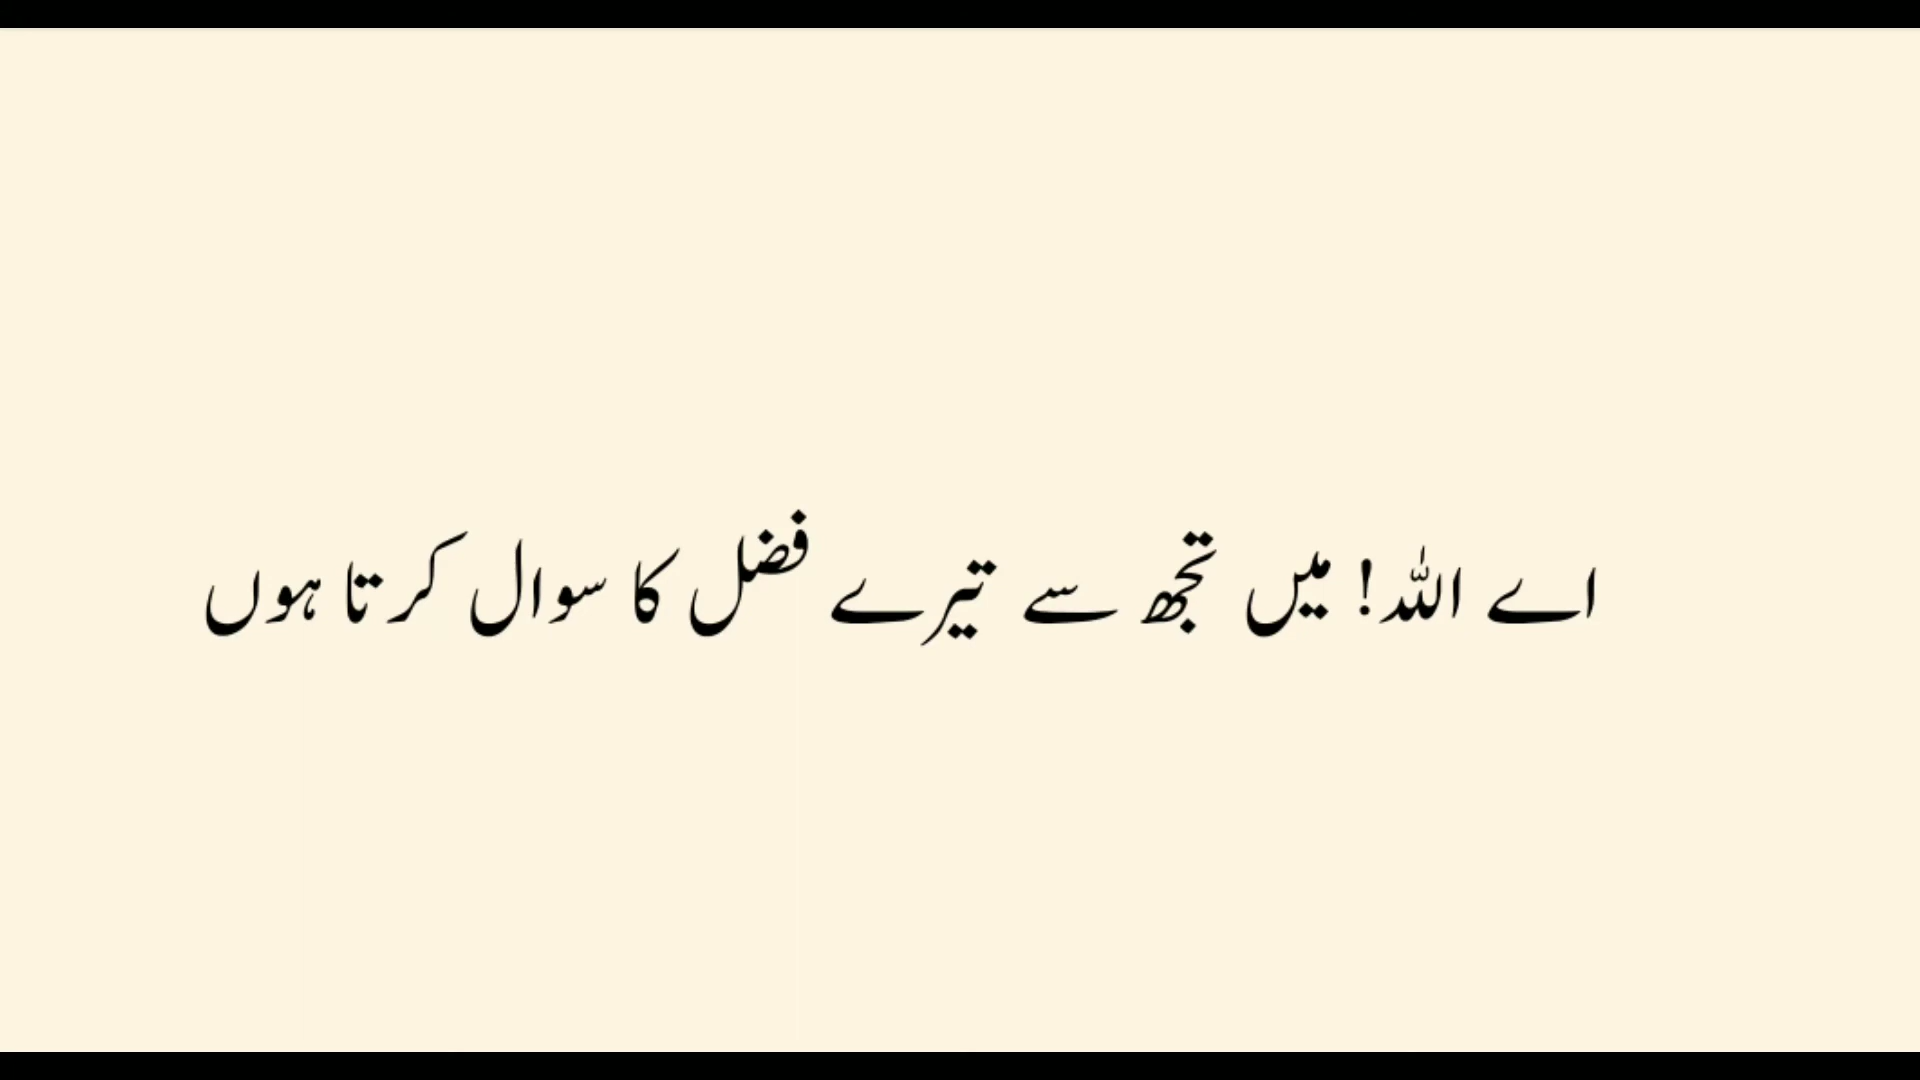 اے اللہ! میں تجھ سے تیرے فضل کا سوال کرتا ہوں